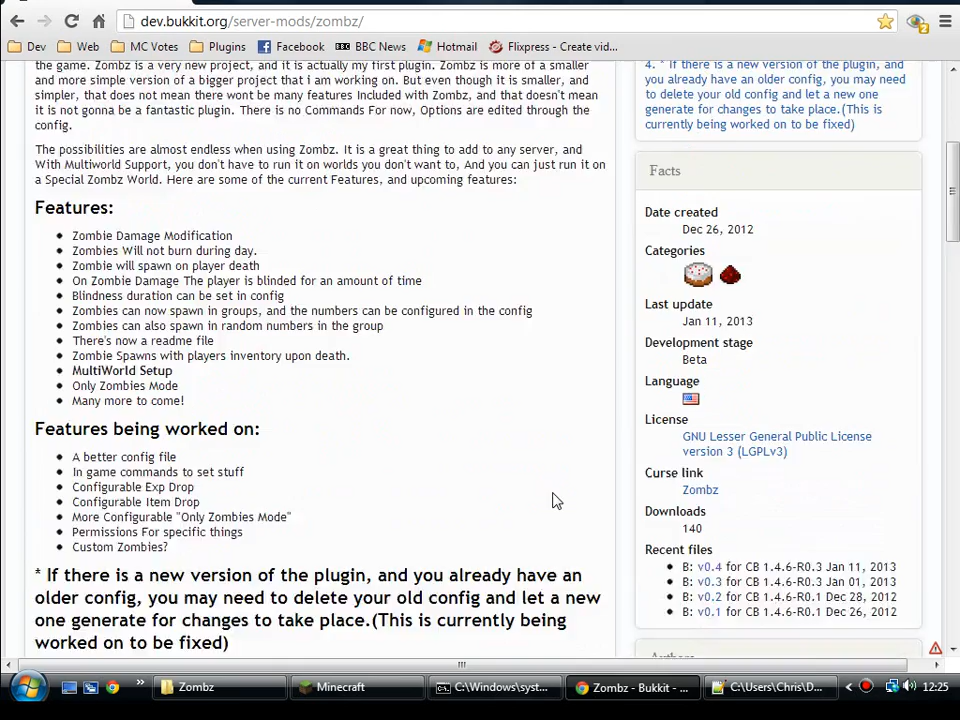 dev.bukkit.org/server-mods/zombz/
Dev Web MC Votes Plugins Facebook BBC News Hotmail Flixpress - Create vid...
the game. Zombz is a very new project, and it is actually my first plugin. Zombz is more of a smaller
and more simple version of a bigger project that i am working on. But even though it is smaller, and
simpler, that does not mean there wont be many features Included with Zombz, and that doesn't mean
it is not gonna be a fantastic plugin. There is no Commands For now, Options are edited through the
config.
The possibilities are almost endless when using Zombz. It is a great thing to add to any server, and
With Multiworld Support, you don't have to run it on worlds you don't want to, And you can just run it on
a Special Zombz World. Here are some of the current Features, and upcoming features:
Features:
Zombie Damage Modification
Zombies Will not burn during day.
Zombie will spawn on player death
On Zombie Damage The player is blinded for an amount of time
Blindness duration can be set in config
Zombies can now spawn in groups, and the numbers can be configured in the config
Zombies can also spawn in random numbers in the group
There's now a readme file
Zombie Spawns with players inventory upon death.
MultiWorld Setup
Only Zombies Mode
Many more to come!
Features being worked on:
A better config file
In game commands to set stuff
Configurable Exp Drop
Configurable Item Drop
More Configurable "Only Zombies Mode"
Permissions For specific things
Custom Zombies?
* If there is a new version of the plugin, and you already have an
older config, you may need to delete your old config and let a new
one generate for changes to take place.(This is currently being
worked on to be fixed)
4. * If there is a new version of the plugin,
and you already have an older config, you may need
to delete your old config and let a new one
generate for changes to take place.(This is
currently being worked on to be fixed)
Facts
Date created
Dec 26, 2012
Categories
Last update
Jan 11, 2013
Development stage
Beta
Language
License
GNU Lesser General Public License
version 3 (LGPLv3)
Curse link
Zombz
Downloads
140
Recent files
B: v0.4 for CB 1.4.6-R0.3 Jan 11, 2013
B: v0.3 for CB 1.4.6-R0.3 Jan 01, 2013
B: v0.2 for CB 1.4.6-R0.1 Dec 28, 2012
B: v0.1 for CB 1.4.6-R0.1 Dec 26, 2012
Zombz Minecraft C:\Windows\syst... Zombz - Bukkit - ... C:\Users\Chris\D... 12:25